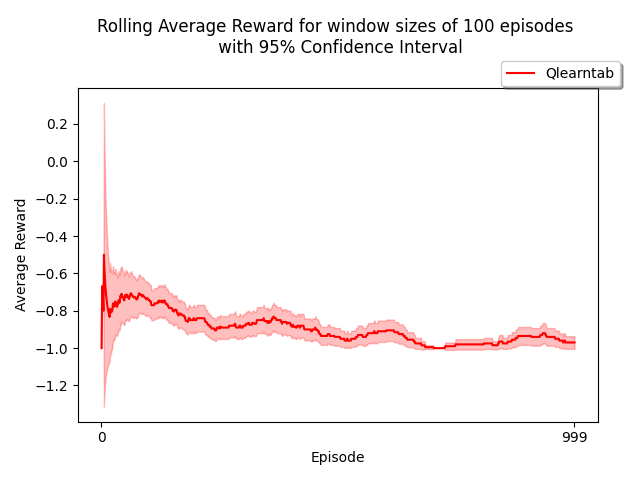 Rolling Average Reward for window sizes of 100 episodes
with 95% Confidence Interval
Qlearntab
0.2
0.0
−0.2
−0.4
−0.6
−0.8
−1.0
−1.2
Average Reward
0
999
Episode